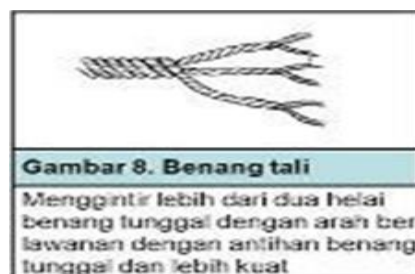 Gambar 8. Benang tali
Menggintir lebih dari dua helai
benang tunggal dengan arah ber
lawanan dengan antihan benang
tunggal dan lebih kuat